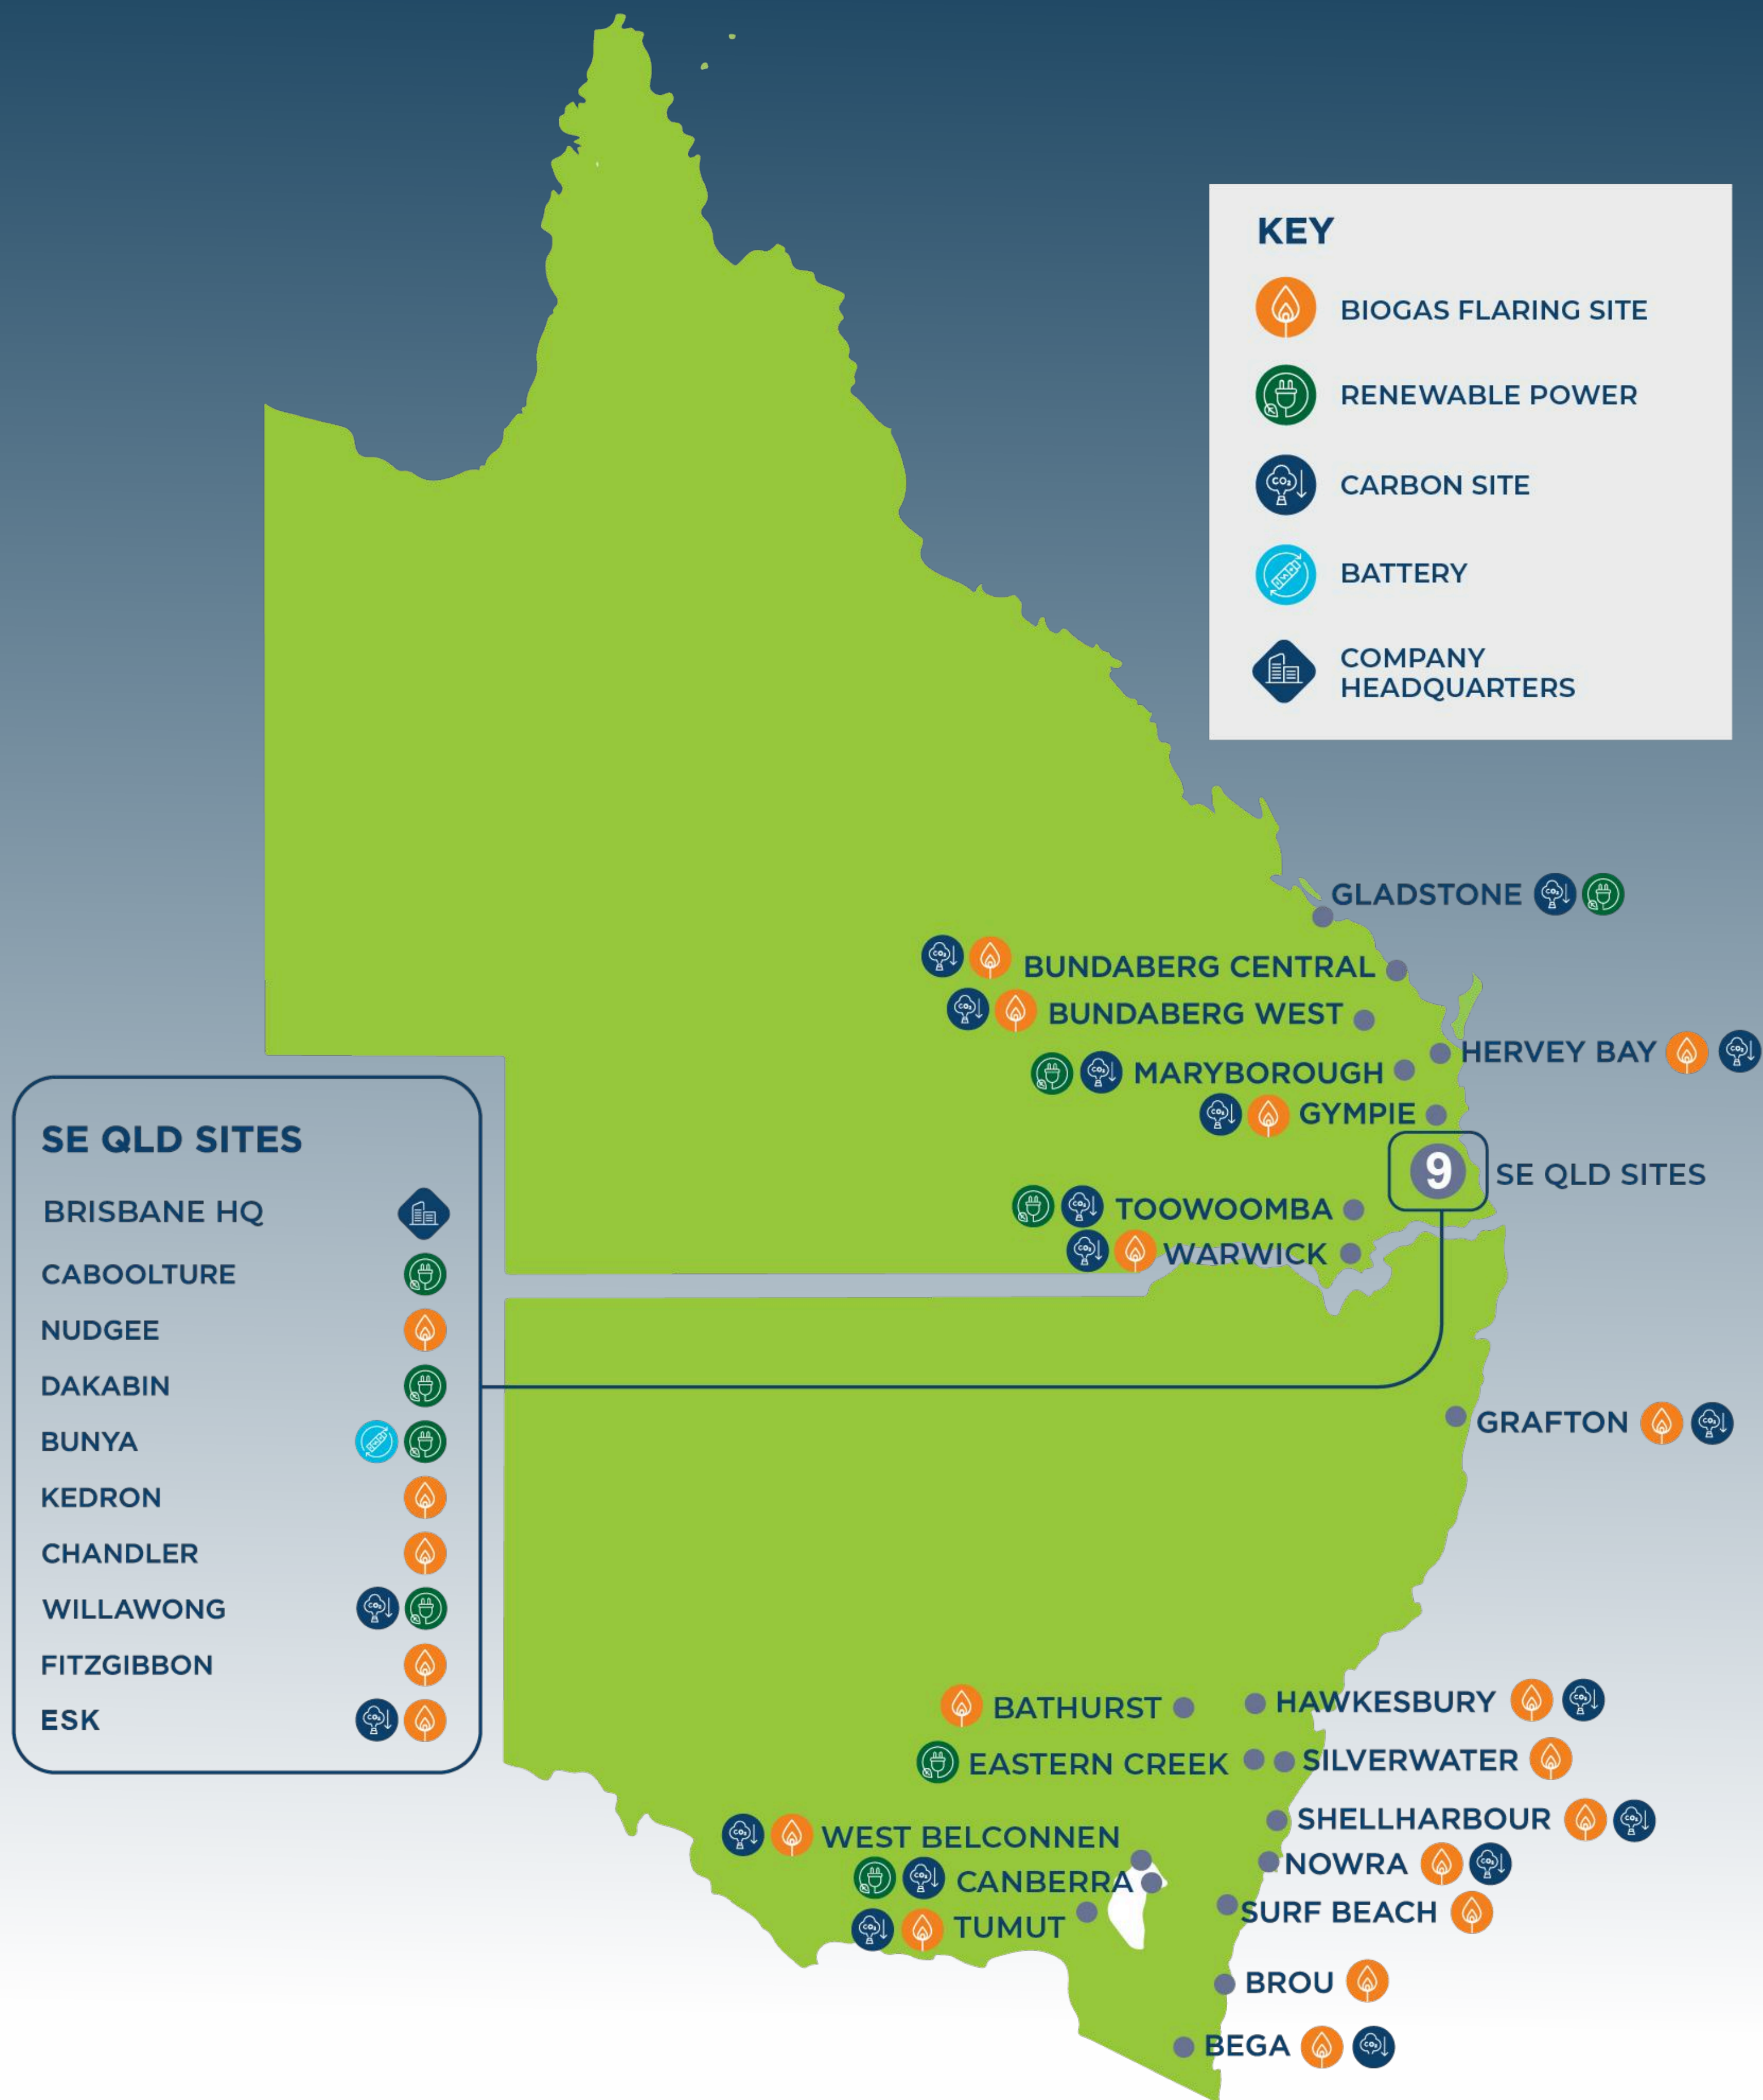 KEY
BIOGAS FLARING SITE
RENEWABLE POWER
CARBON SITE
BATTERY
COMPANY
HEADQUARTERS
GLADSTONE
BUNDABERG CENTRAL
BUNDABERG WEST
HERVEY BAY
MARYBOROUGH
GYMPIE
9
SE QLD SITES
TOOWOOMBA
WARWICK
SE QLD SITES
BRISBANE HQ
CABOOLTURE
NUDGEE
DAKABIN
BUNYA
KEDRON
CHANDLER
WILLAWONG
FITZGIBBON
ESK
GRAFTON
BATHURST
HAWKESBURY
EASTERN CREEK
SILVERWATER
SHELLHARBOUR
WEST BELCONNEN
NOWRA
CANBERRA
SURF BEACH
TUMUT
BROU
BEGA